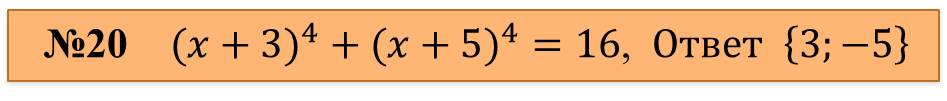 №20 (x + 3)⁴ + (x + 5)⁴ = 16, Ответ {3; −5}